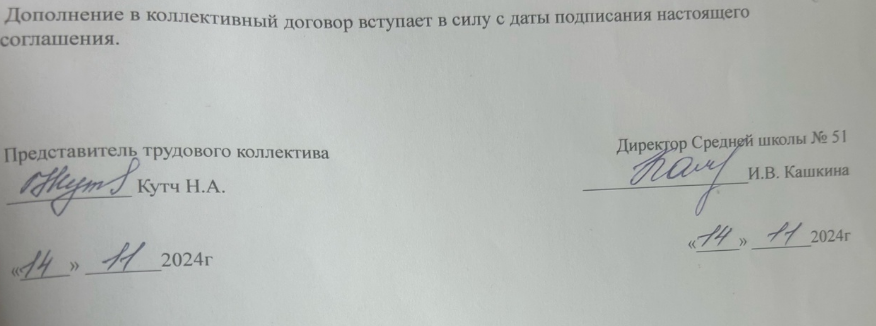 Дополнение в коллективный договор вступает в силу с даты подписания настоящего
соглашения.
Представитель трудового коллектива
Кутч Н.А.
«14» 11 2024г
Директор Средней школы № 51
И.В. Кашкина
«14» 11 2024г